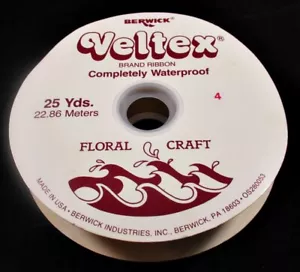 BERWICK®
Veltex®
BRAND RIBBON
Completely Waterproof
25 Yds.
22.86 Meters
4
FLORAL CRAFT
MADE IN USA • BERWICK INDUSTRIES, INC., BERWICK, PA 18603 • OS280053